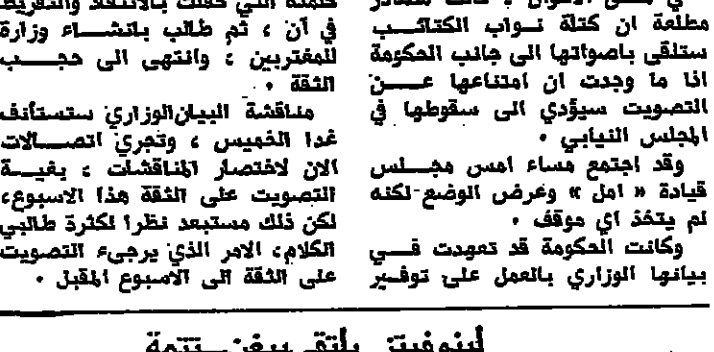 مطلعة ان كتلة نواب الكتائب
ستلقي باصواتها الى جانب الحكومة
اذا ما وجدت ان امتناعها عن
التصويت سيؤدي الى سقوطها في
المجلس النيابي .
وقد اجتمع مساء امس مجلس
قيادة « امل » وعرض الوضع لكنه
لم يتخذ اي موقف .
وكانت الحكومة قد تعهدت في
بيانها الوزاري بالعمل على توفير
كلمته التي حفلت بالانتقاد والتقريظ
في آن ، ثم طالب بانشاء وزارة
للمغتربين ، وانتهى الى حجب
الثقة .
مناقشة البيان الوزاري ستستأنف
غدا الخميس ، وتجري اتصالات
الان لاختصار المناقشات ، بغية
التصويت على الثقة هذا الاسبوع،
لكن ذلك مستبعد نظرا لكثرة طالبي
الكلام، الامر الذي يرجىء التصويت
على الثقة الى الاسبوع المقبل .